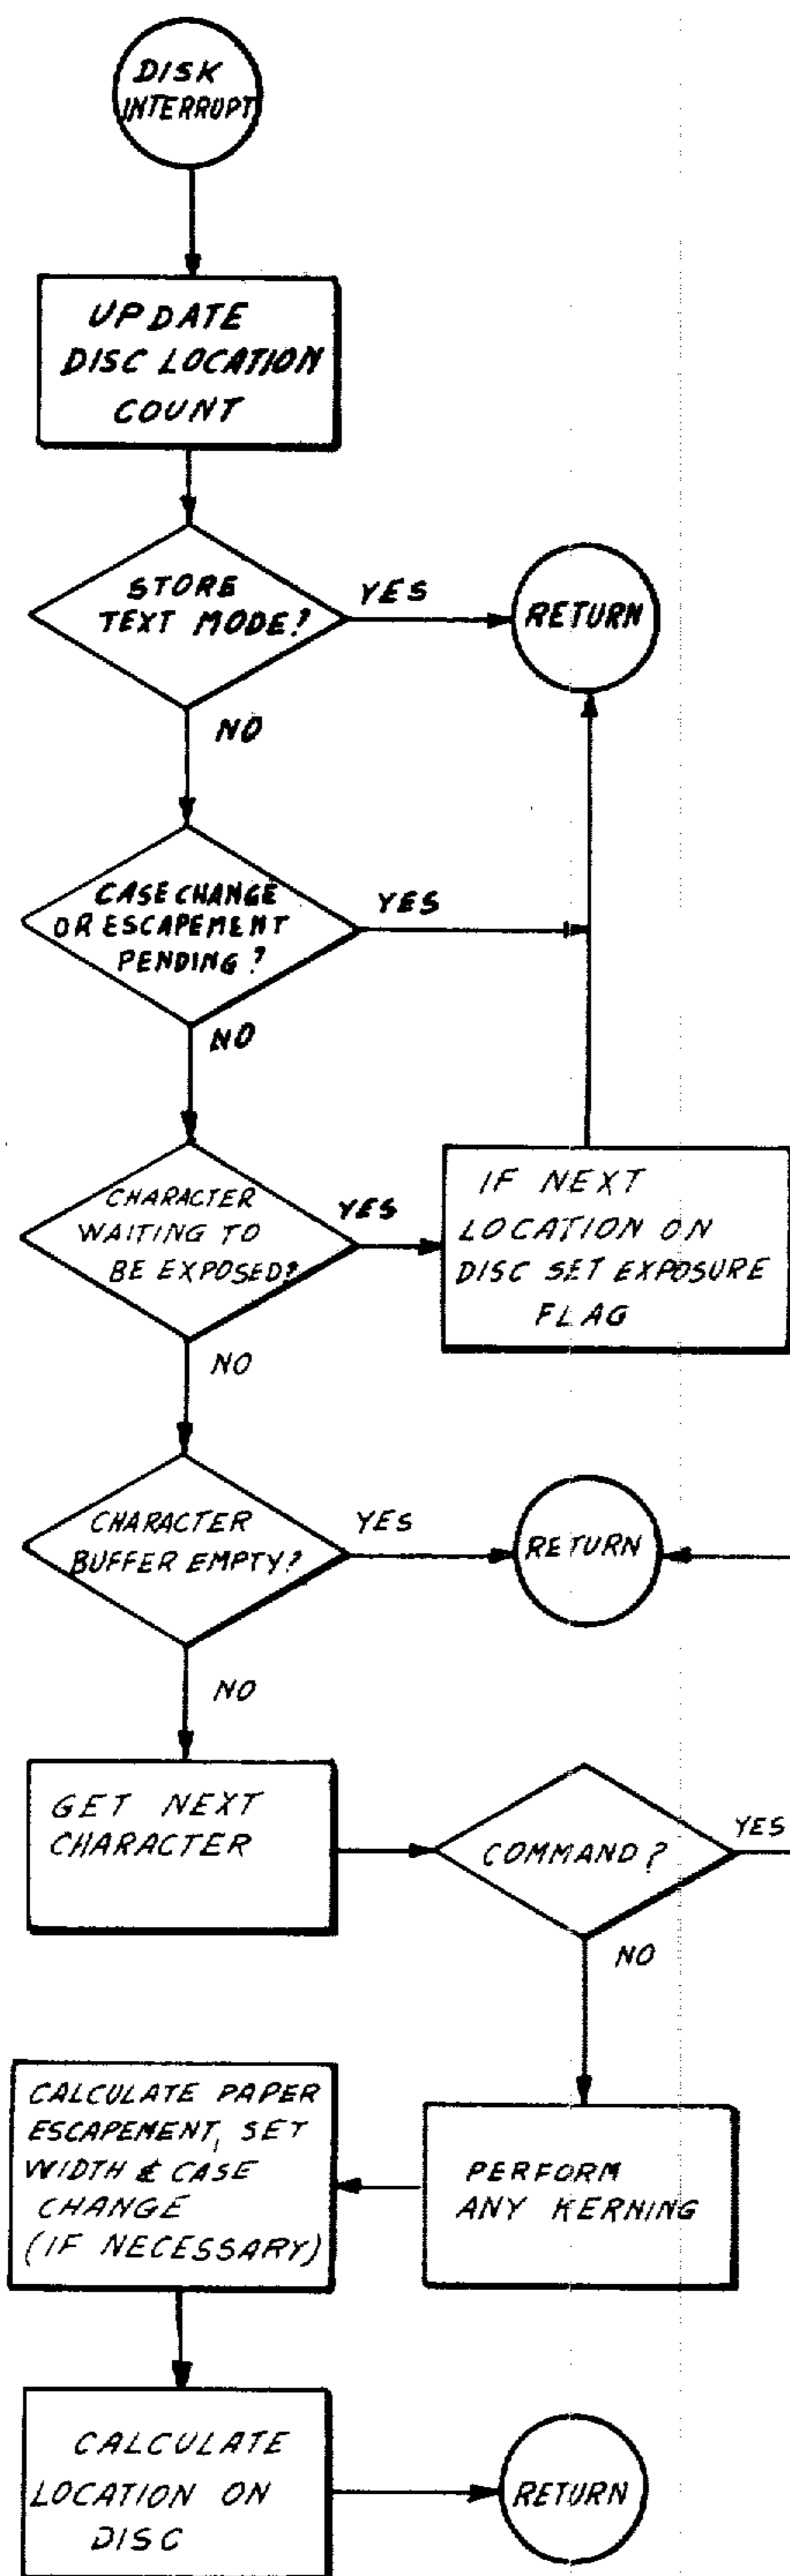 DISK
INTERRUPT
UPDATE
DISC LOCATION
COUNT
STORE
TEXT MODE?
YES
RETURN
NO
CASE CHANGE
OR ESCAPEMENT
PENDING?
YES
NO
CHARACTER
WAITING TO
BE EXPOSED?
YES
IF NEXT
LOCATION ON
DISC SET EXPOSURE
FLAG
NO
CHARACTER
BUFFER EMPTY?
YES
RETURN
NO
GET NEXT
CHARACTER
COMMAND?
YES
NO
CALCULATE PAPER
ESCAPEMENT, SET
WIDTH & CASE
CHANGE
(IF NECESSARY)
PERFORM
ANY KERNING
CALCULATE
LOCATION ON
DISC
RETURN